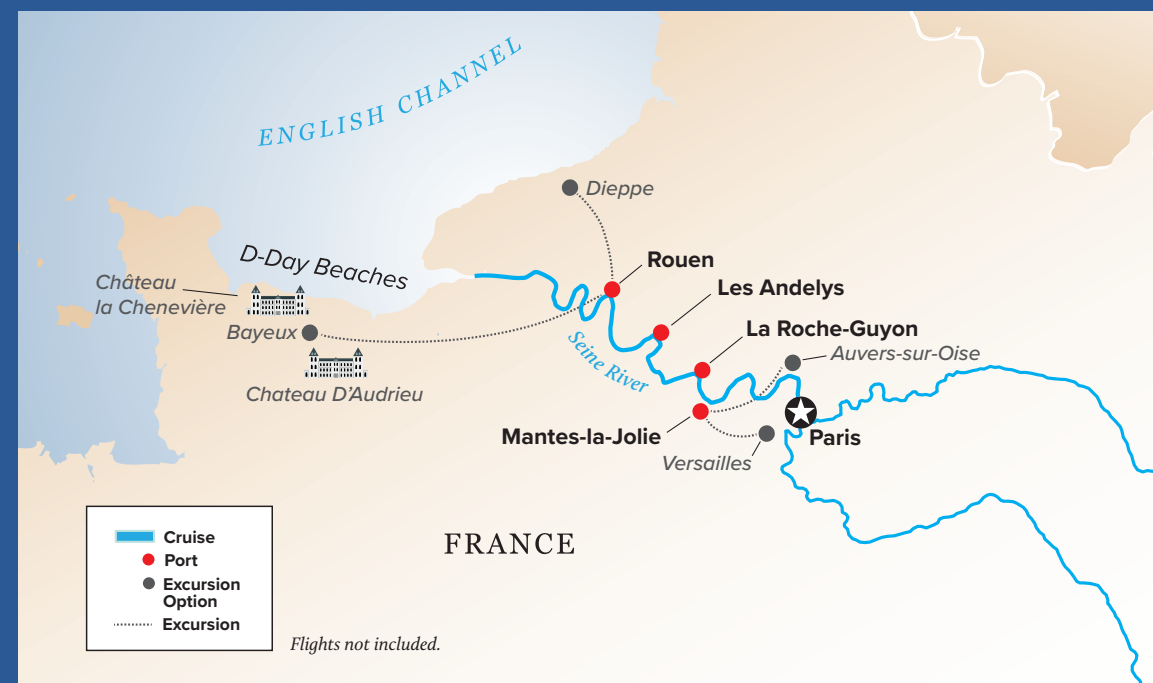 ENGLISH CHANNEL
Dieppe
D-Day Beaches
Rouen
Château
la Chenevière
Les Andelys
Bayeux
La Roche-Guyon
Seine River
Auvers-sur-Oise
Chateau D’Audrieu
Mantes-la-Jolie
Paris
Versailles
FRANCE
Cruise
Port
Excursion
Option
Excursion
Flights not included.